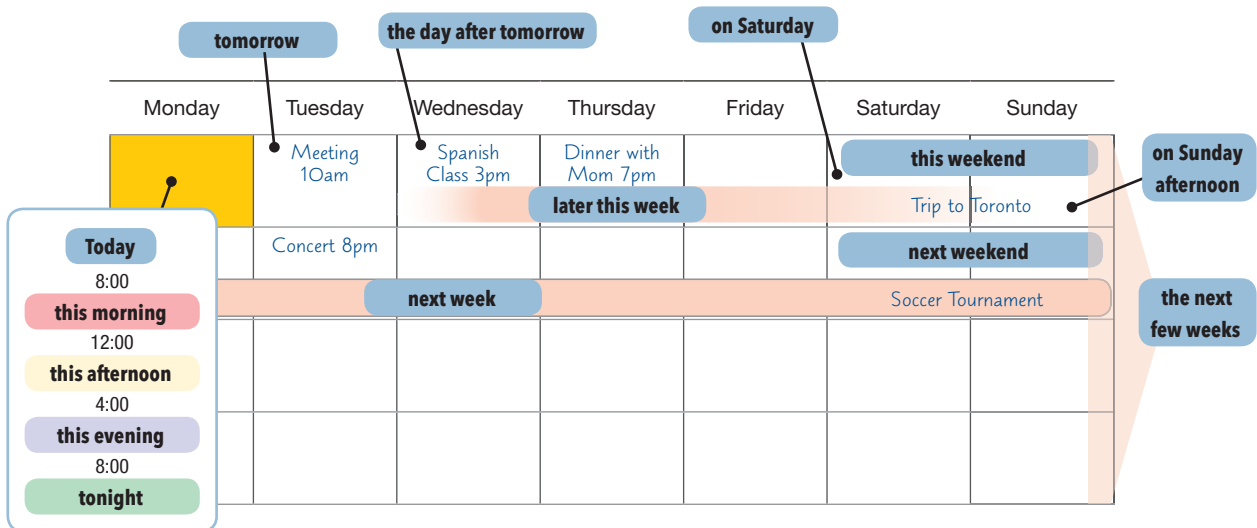 tomorrow
the day after tomorrow
on Saturday
Monday
Tuesday
Wednesday
Thursday
Friday
Saturday
Sunday
Meeting
10am
Spanish
Class 3pm
Dinner with
Mom 7pm
this weekend
on Sunday
afternoon
later this week
Trip to Toronto
Today
8:00
this morning
12:00
this afternoon
4:00
this evening
8:00
tonight
Concert 8pm
next weekend
next week
Soccer Tournament
the next
few weeks